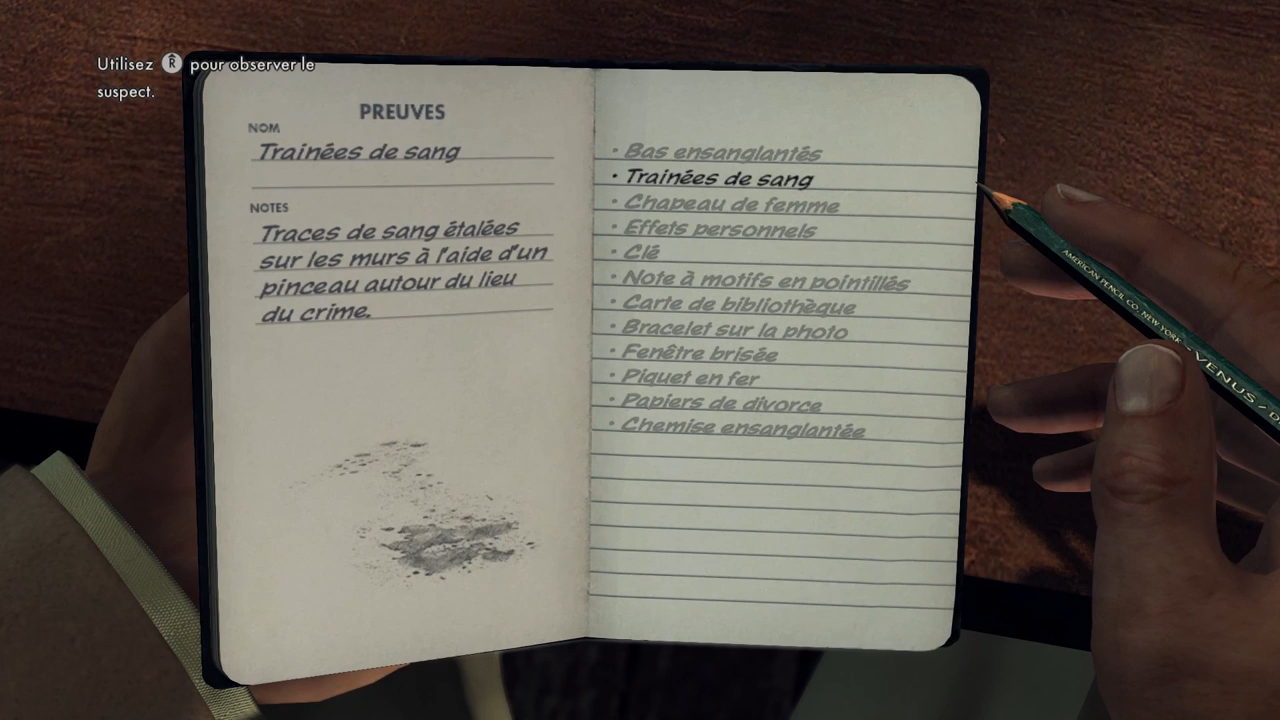 Utilisez R pour observer le
suspect.
PREUVES
NOM
Trainées de sang
NOTES
Traces de sang étalées
sur les murs à l'aide d'un
pinceau autour du lieu
du crime.
• Bas ensanglantés
• Trainées de sang
• Chapeau de femme
• Effets personnels
• Clé
• Note à motifs en pointillés
• Carte de bibliothèque
• Bracelet sur la photo
• Fenêtre brisée
• Piquet en fer
• Papiers de divorce
• Chemise ensanglantée
AMERICAN PENCIL CO. NEW YORK VENUS